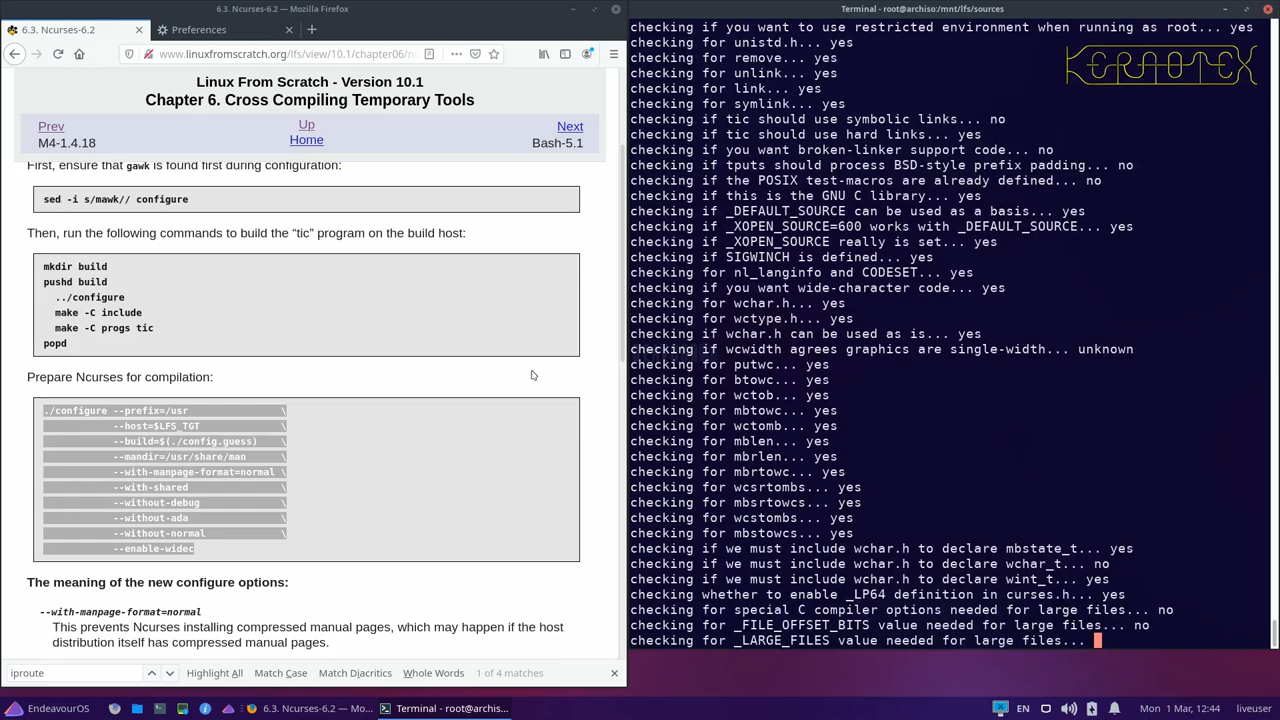 6.3. Ncurses-6.2 — Mozilla Firefox
6.3. Ncurses-6.2
Preferences
www.linuxfromscratch.org/lfs/view/10.1/chapter06/n
Linux From Scratch - Version 10.1
Chapter 6. Cross Compiling Temporary Tools
Prev
Up
Next
M4-1.4.18
Home
Bash-5.1
First, ensure that gawk is found first during configuration:
sed -i s/mawk// configure
Then, run the following commands to build the “tic” program on the build host:
mkdir build
pushd build
../configure
make -C include
make -C progs tic
popd
Prepare Ncurses for compilation:
./configure --prefix=/usr \
--host=$LFS_TGT \
--build=$(./config.guess) \
--mandir=/usr/share/man \
--with-manpage-format=normal \
--with-shared \
--without-debug \
--without-ada \
--without-normal \
--enable-widec
The meaning of the new configure options:
--with-manpage-format=normal
This prevents Ncurses installing compressed manual pages, which may happen if the host
distribution itself has compressed manual pages.
iproute
Highlight All
Match Case
Match Diacritics
Whole Words
1 of 4 matches
Terminal - root@archiso:/mnt/lfs/sources
checking if you want to use restricted environment when running as root... yes
checking for unistd.h... yes
checking for remove... yes
checking for unlink... yes
checking for link... yes
checking for symlink... yes
checking if tic should use symbolic links... no
checking if tic should use hard links... yes
checking if you want broken-linker support code... no
checking if tputs should process BSD-style prefix padding... no
checking if the POSIX test-macros are already defined... no
checking if this is the GNU C library... yes
checking if _DEFAULT_SOURCE can be used as a basis... yes
checking if _XOPEN_SOURCE=600 works with _DEFAULT_SOURCE... yes
checking if _XOPEN_SOURCE really is set... yes
checking if SIGWINCH is defined... yes
checking for nl_langinfo and CODESET... yes
checking if you want wide-character code... yes
checking for wchar.h... yes
checking for wctype.h... yes
checking if wchar.h can be used as is... yes
checking if wcwidth agrees graphics are single-width... unknown
checking for putwc... yes
checking for btowc... yes
checking for wctob... yes
checking for mbtowc... yes
checking for wctomb... yes
checking for mblen... yes
checking for mbrlen... yes
checking for mbrtowc... yes
checking for wcsrtombs... yes
checking for mbsrtowcs... yes
checking for wcstombs... yes
checking for mbstowcs... yes
checking if we must include wchar.h to declare mbstate_t... yes
checking if we must include wchar.h to declare wchar_t... no
checking if we must include wchar.h to declare wint_t... yes
checking whether to enable _LP64 definition in curses.h... yes
checking for special C compiler options needed for large files... no
checking for _FILE_OFFSET_BITS value needed for large files... no
checking for _LARGE_FILES value needed for large files...
EndeavourOS
6.3. Ncurses-6.2 — Mo...
Terminal - root@archis...
EN
Mon 1 Mar, 12:44
liveuser